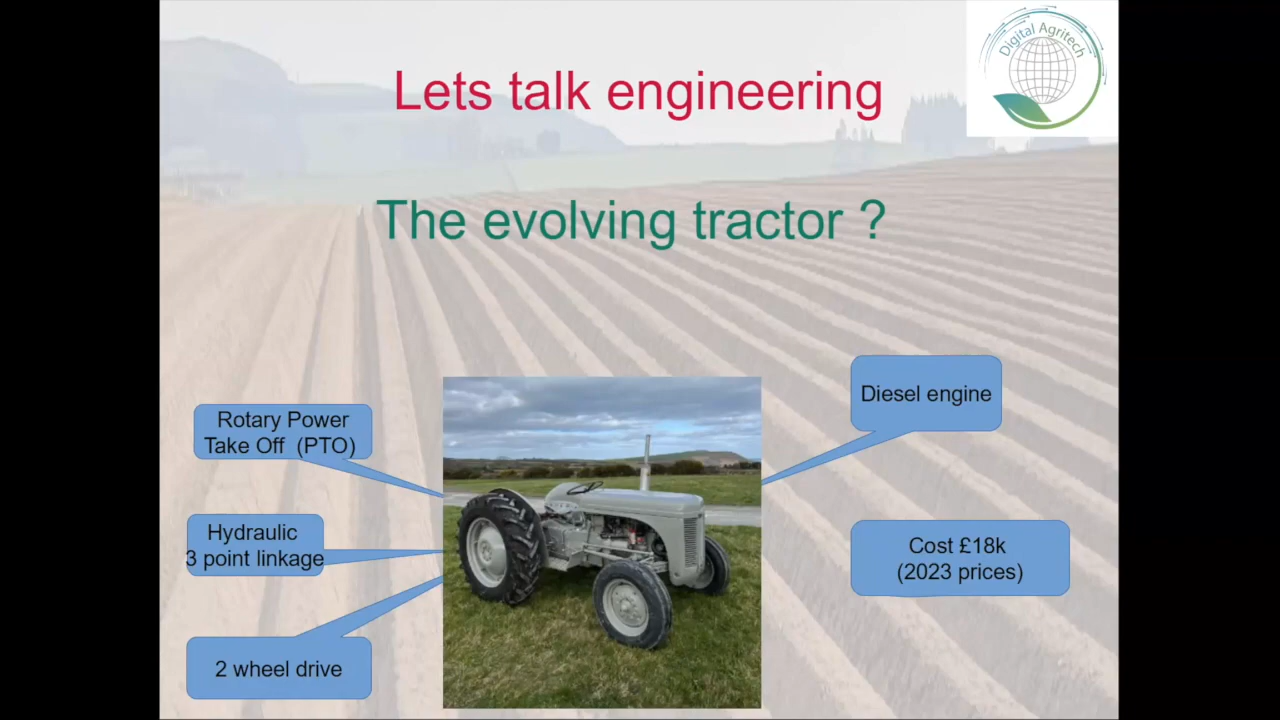 Lets talk engineering
Digital Agritech
The evolving tractor ?
Diesel engine
Rotary Power
Take Off (PTO)
Hydraulic
3 point linkage
Cost £18k
(2023 prices)
2 wheel drive